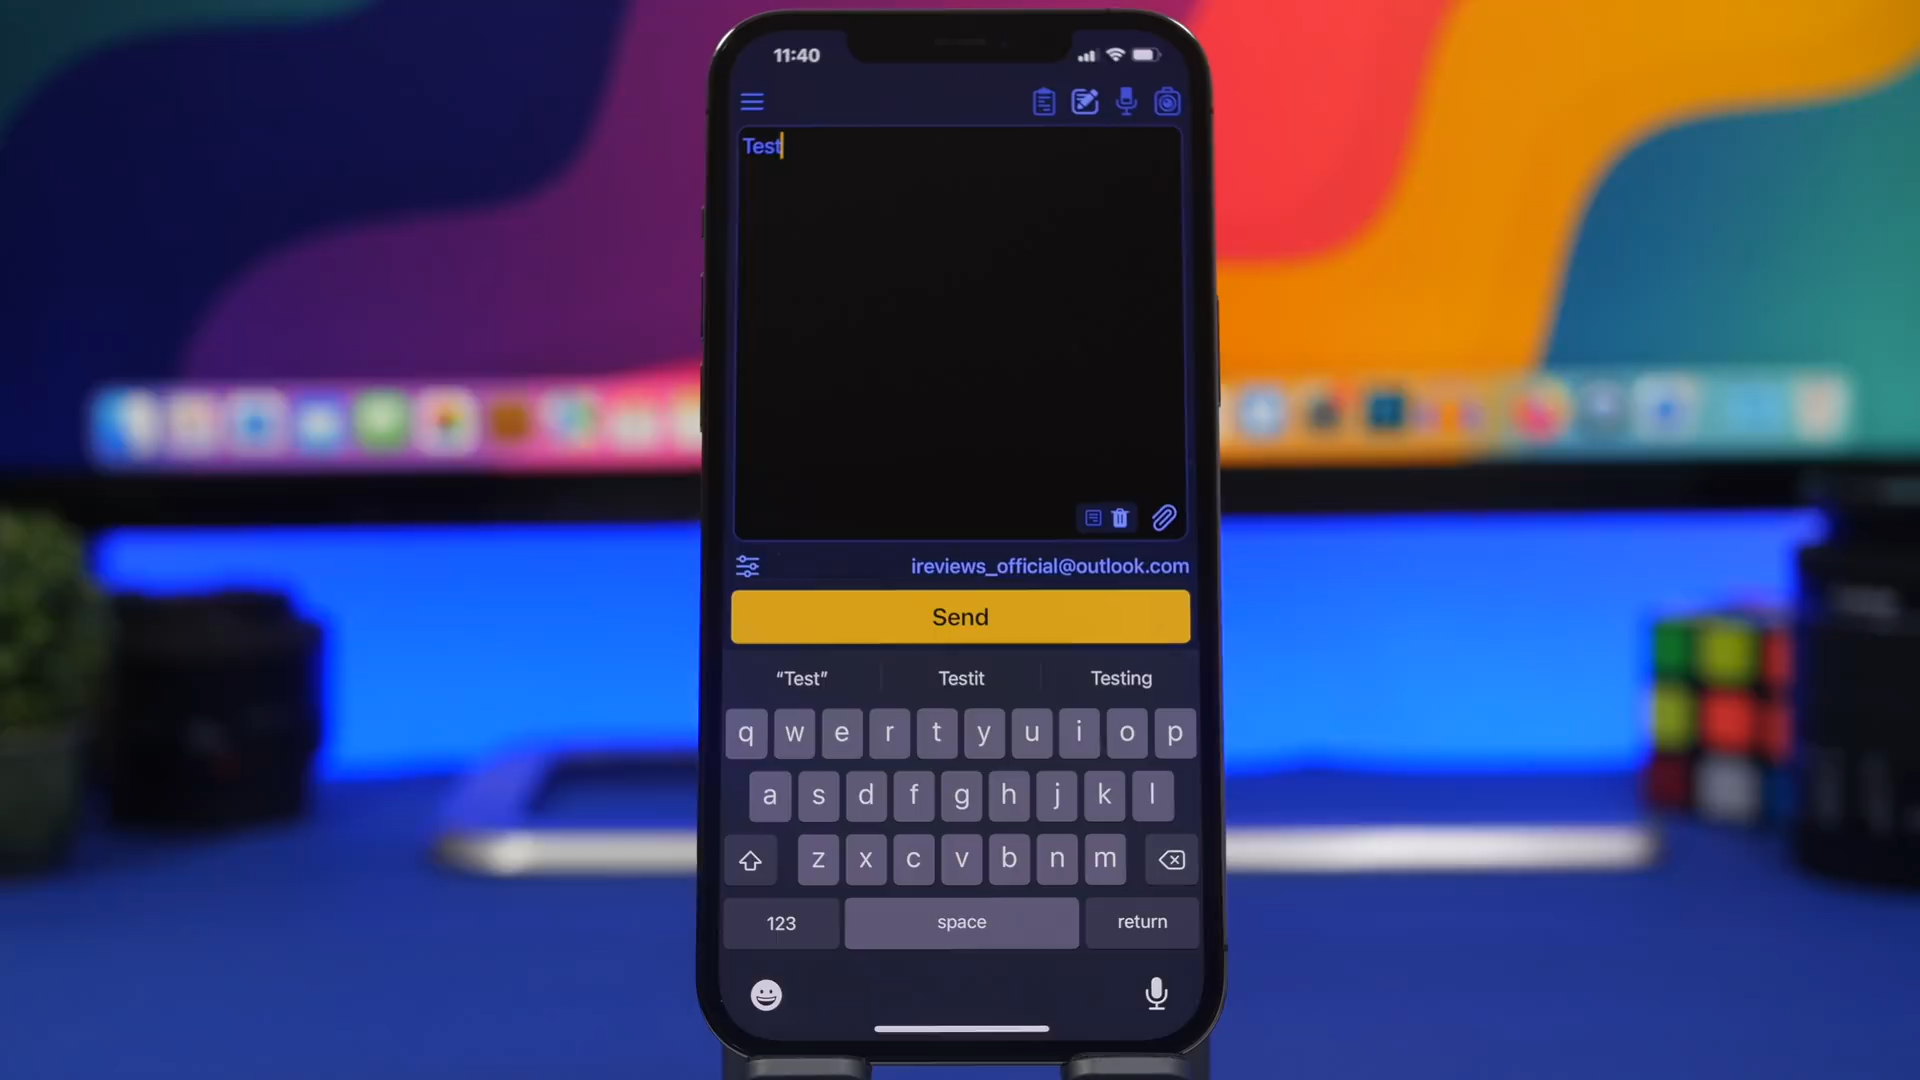 11:40
Test
ireviews_official@outlook.com
Send
“Test” Testit Testing
q w e r t y u i o p
a s d f g h j k l
z x c v b n m
123 space return